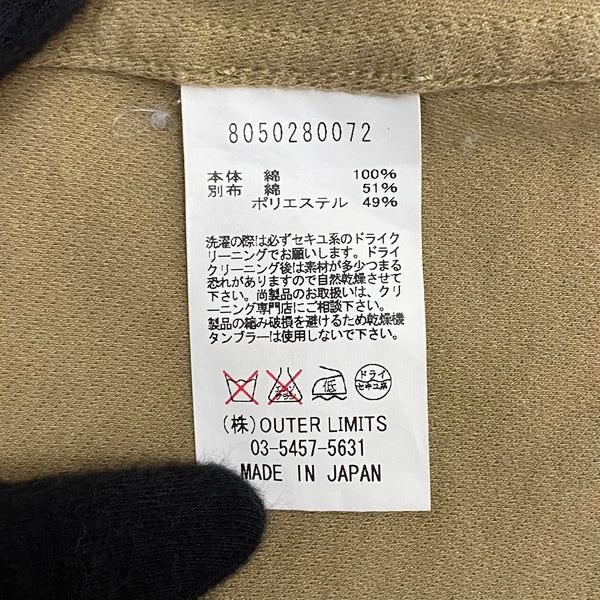 8050280072
本体 綿 100%
別布 綿 51%
ポリエステル 49%
洗濯の際は必ずセキユ系のドライク
リーニングでお願いします。ドライ
クリーニング後は素材が多少つまる
恐れがありますので自然乾燥させて
下さい。尚製品のお取扱いは、クリ
ーニング専門店にご相談下さい。
製品の縮み破損を避けるため乾燥機
タンブラーは使用しないで下さい。
エンソ サラシ 低 ドライ セキユ系
(株)OUTER LIMITS
03-5457-5631
MADE IN JAPAN